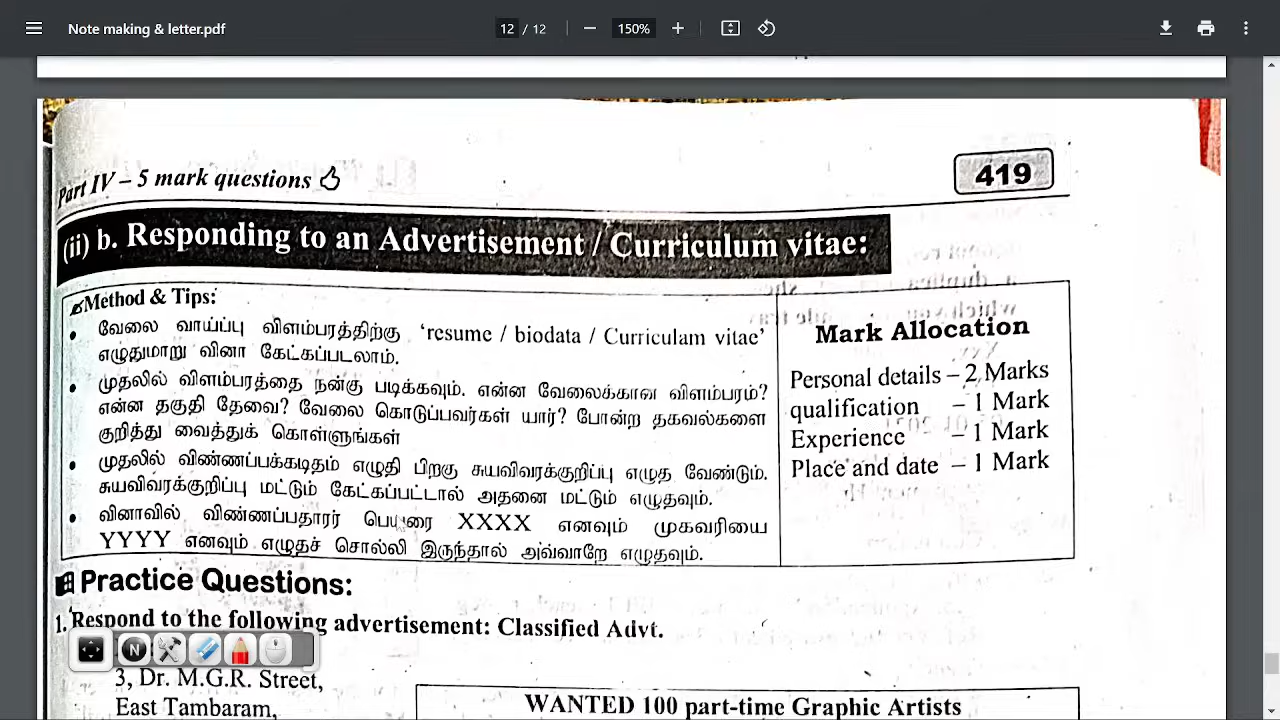 Note making & letter.pdf
12 / 12
150%
Part IV – 5 mark questions
419
(ii) b. Responding to an Advertisement / Curriculum vitae:
Method & Tips:
• வேலை வாய்ப்பு விளம்பரத்திற்கு ‘resume / biodata / Curriculam vitae’
எழுதுமாறு வினா கேட்கப்படலாம்.
• முதலில் விளம்பரத்தை நன்கு படிக்கவும். என்ன வேலைக்கான விளம்பரம்?
என்ன தகுதி தேவை? வேலை கொடுப்பவர்கள் யார்? போன்ற தகவல்களை
குறித்து வைத்துக் கொள்ளுங்கள்
• முதலில் விண்ணப்பக்கடிதம் எழுதி பிறகு சுயவிவரக்குறிப்பு எழுத வேண்டும்.
சுயவிவரக்குறிப்பு மட்டும் கேட்கப்பட்டால் அதனை மட்டும் எழுதவும்.
• வினாவில் விண்ணப்பதாரர் பெயரை XXXX எனவும் முகவரியை
YYYY எனவும் எழுதச் சொல்லி இருந்தால் அவ்வாறே எழுதவும்.
Mark Allocation
Personal details – 2 Marks
qualification – 1 Mark
Experience – 1 Mark
Place and date – 1 Mark
Practice Questions:
1. Respond to the following advertisement: Classified Advt.
N
3, Dr. M.G.R. Street,
East Tambaram,
WANTED 100 part-time Graphic Artists